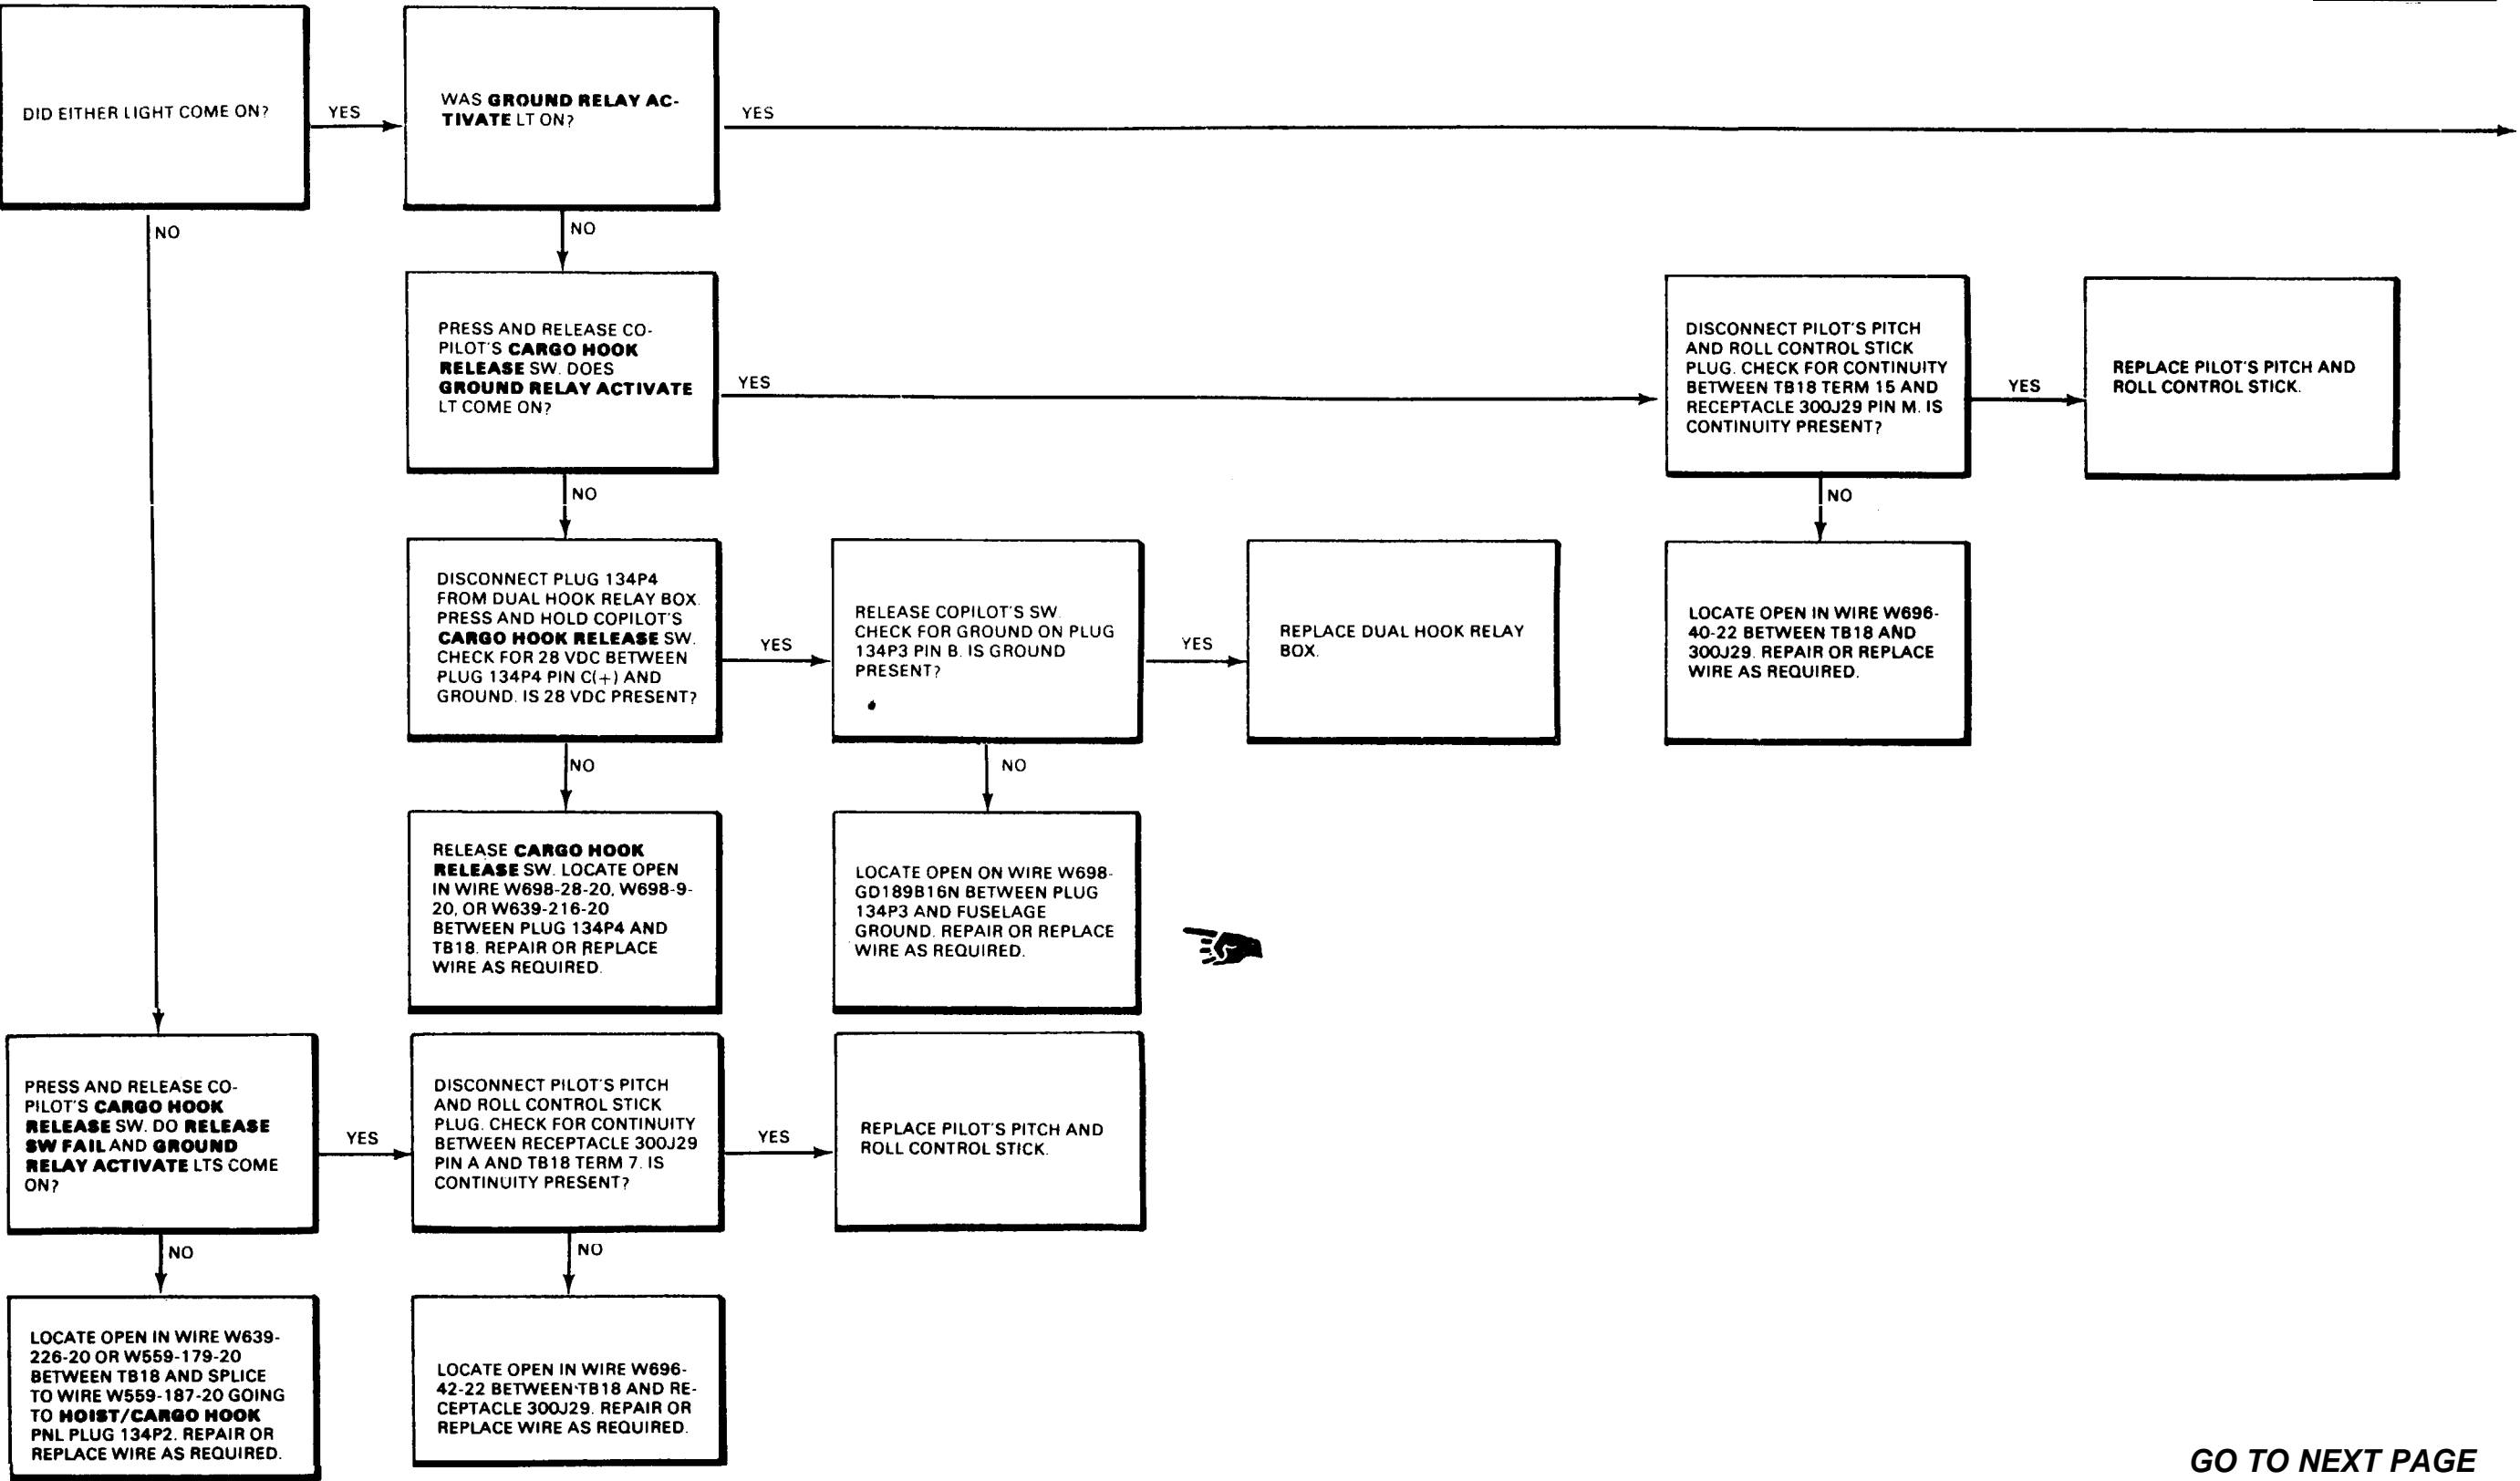 DID EITHER LIGHT COME ON?
YES
WAS GROUND RELAY AC-
TIVATE LT ON?
YES
NO
NO
PRESS AND RELEASE CO-
PILOT'S CARGO HOOK
RELEASE SW. DOES
GROUND RELAY ACTIVATE
LT COME ON?
YES
DISCONNECT PILOT'S PITCH
AND ROLL CONTROL STICK
PLUG. CHECK FOR CONTINUITY
BETWEEN TB18 TERM 15 AND
RECEPTACLE 300J29 PIN M. IS
CONTINUITY PRESENT?
YES
REPLACE PILOT'S PITCH AND
ROLL CONTROL STICK.
NO
NO
DISCONNECT PLUG 134P4
FROM DUAL HOOK RELAY BOX.
PRESS AND HOLD COPILOT'S
CARGO HOOK RELEASE SW.
CHECK FOR 28 VDC BETWEEN
PLUG 134P4 PIN C(+) AND
GROUND. IS 28 VDC PRESENT?
YES
RELEASE COPILOT'S SW.
CHECK FOR GROUND ON PLUG
134P3 PIN B. IS GROUND
PRESENT?
YES
REPLACE DUAL HOOK RELAY
BOX.
LOCATE OPEN IN WIRE W696-
40-22 BETWEEN TB18 AND
300J29. REPAIR OR REPLACE
WIRE AS REQUIRED.
NO
NO
RELEASE CARGO HOOK
RELEASE SW. LOCATE OPEN
IN WIRE W698-28-20, W698-9-
20, OR W639-216-20
BETWEEN PLUG 134P4 AND
TB18. REPAIR OR REPLACE
WIRE AS REQUIRED.
LOCATE OPEN ON WIRE W698-
GD189B16N BETWEEN PLUG
134P3 AND FUSELAGE
GROUND. REPAIR OR REPLACE
WIRE AS REQUIRED.
PRESS AND RELEASE CO-
PILOT'S CARGO HOOK
RELEASE SW. DO RELEASE
SW FAIL AND GROUND
RELAY ACTIVATE LTS COME
ON?
YES
DISCONNECT PILOT'S PITCH
AND ROLL CONTROL STICK
PLUG. CHECK FOR CONTINUITY
BETWEEN RECEPTACLE 300J29
PIN A AND TB18 TERM 7. IS
CONTINUITY PRESENT?
YES
REPLACE PILOT'S PITCH AND
ROLL CONTROL STICK.
NO
NO
LOCATE OPEN IN WIRE W639-
226-20 OR W559-179-20
BETWEEN TB18 AND SPLICE
TO WIRE W559-187-20 GOING
TO HOIST/CARGO HOOK
PNL PLUG 134P2. REPAIR OR
REPLACE WIRE AS REQUIRED.
LOCATE OPEN IN WIRE W696-
42-22 BETWEEN TB18 AND RE-
CEPTACLE 300J29. REPAIR OR
REPLACE WIRE AS REQUIRED.
GO TO NEXT PAGE